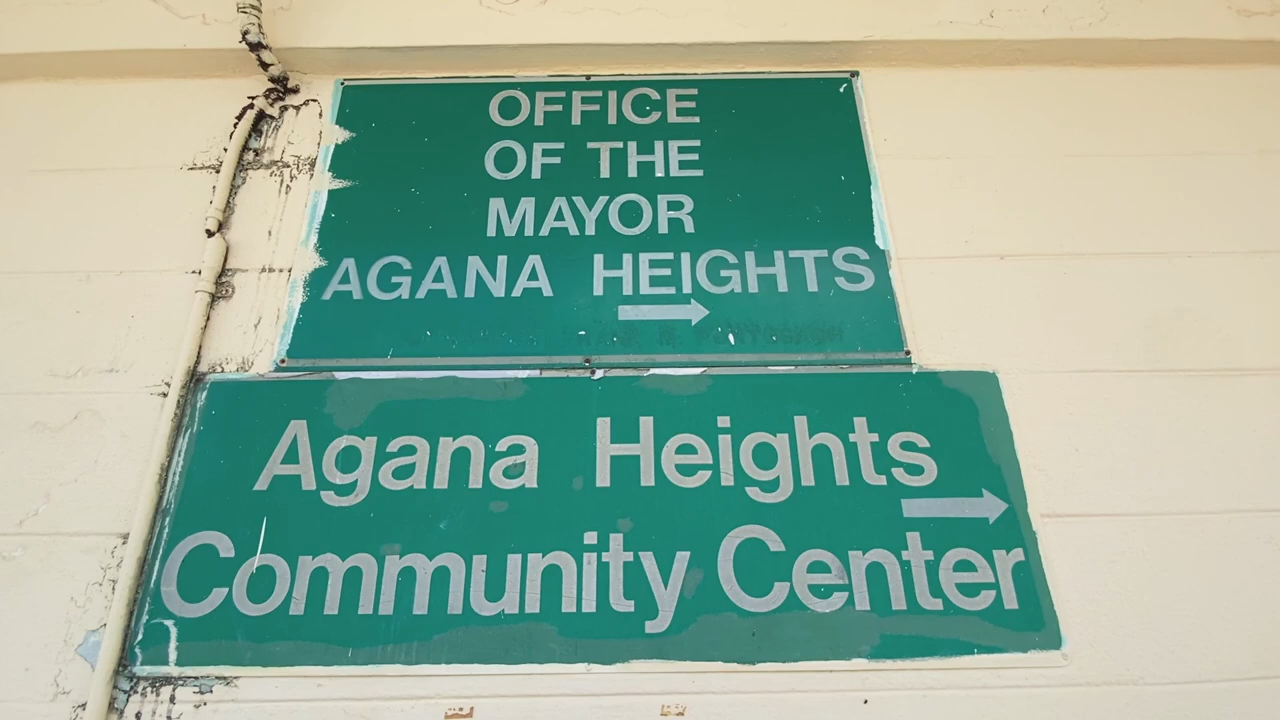 OFFICE
OF THE
MAYOR
AGANA HEIGHTS
Agana Heights
Community Center